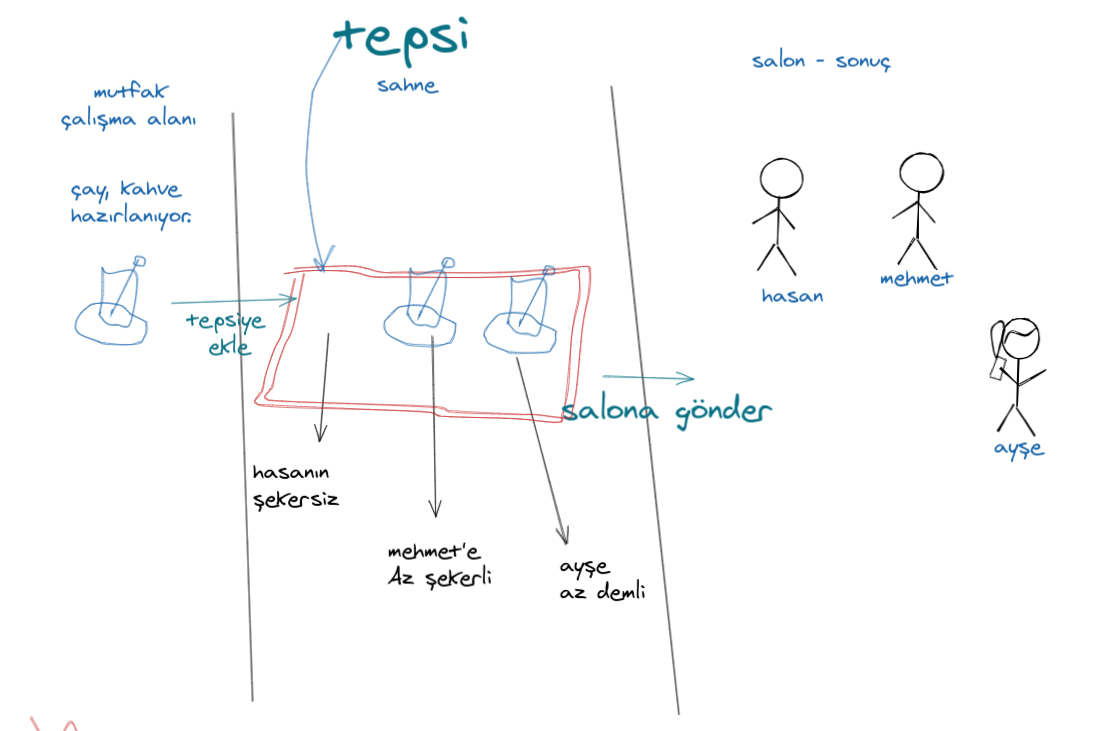 tepsi
sahne
salon - sonuç
mutfak
çalışma alanı
çay, kahve
hazırlanıyor.
tepsiye
ekle
hasan
mehmet
ayşe
salona gönder
hasanın
şekersiz
mehmet'e
Az şekerli
ayşe
az demli